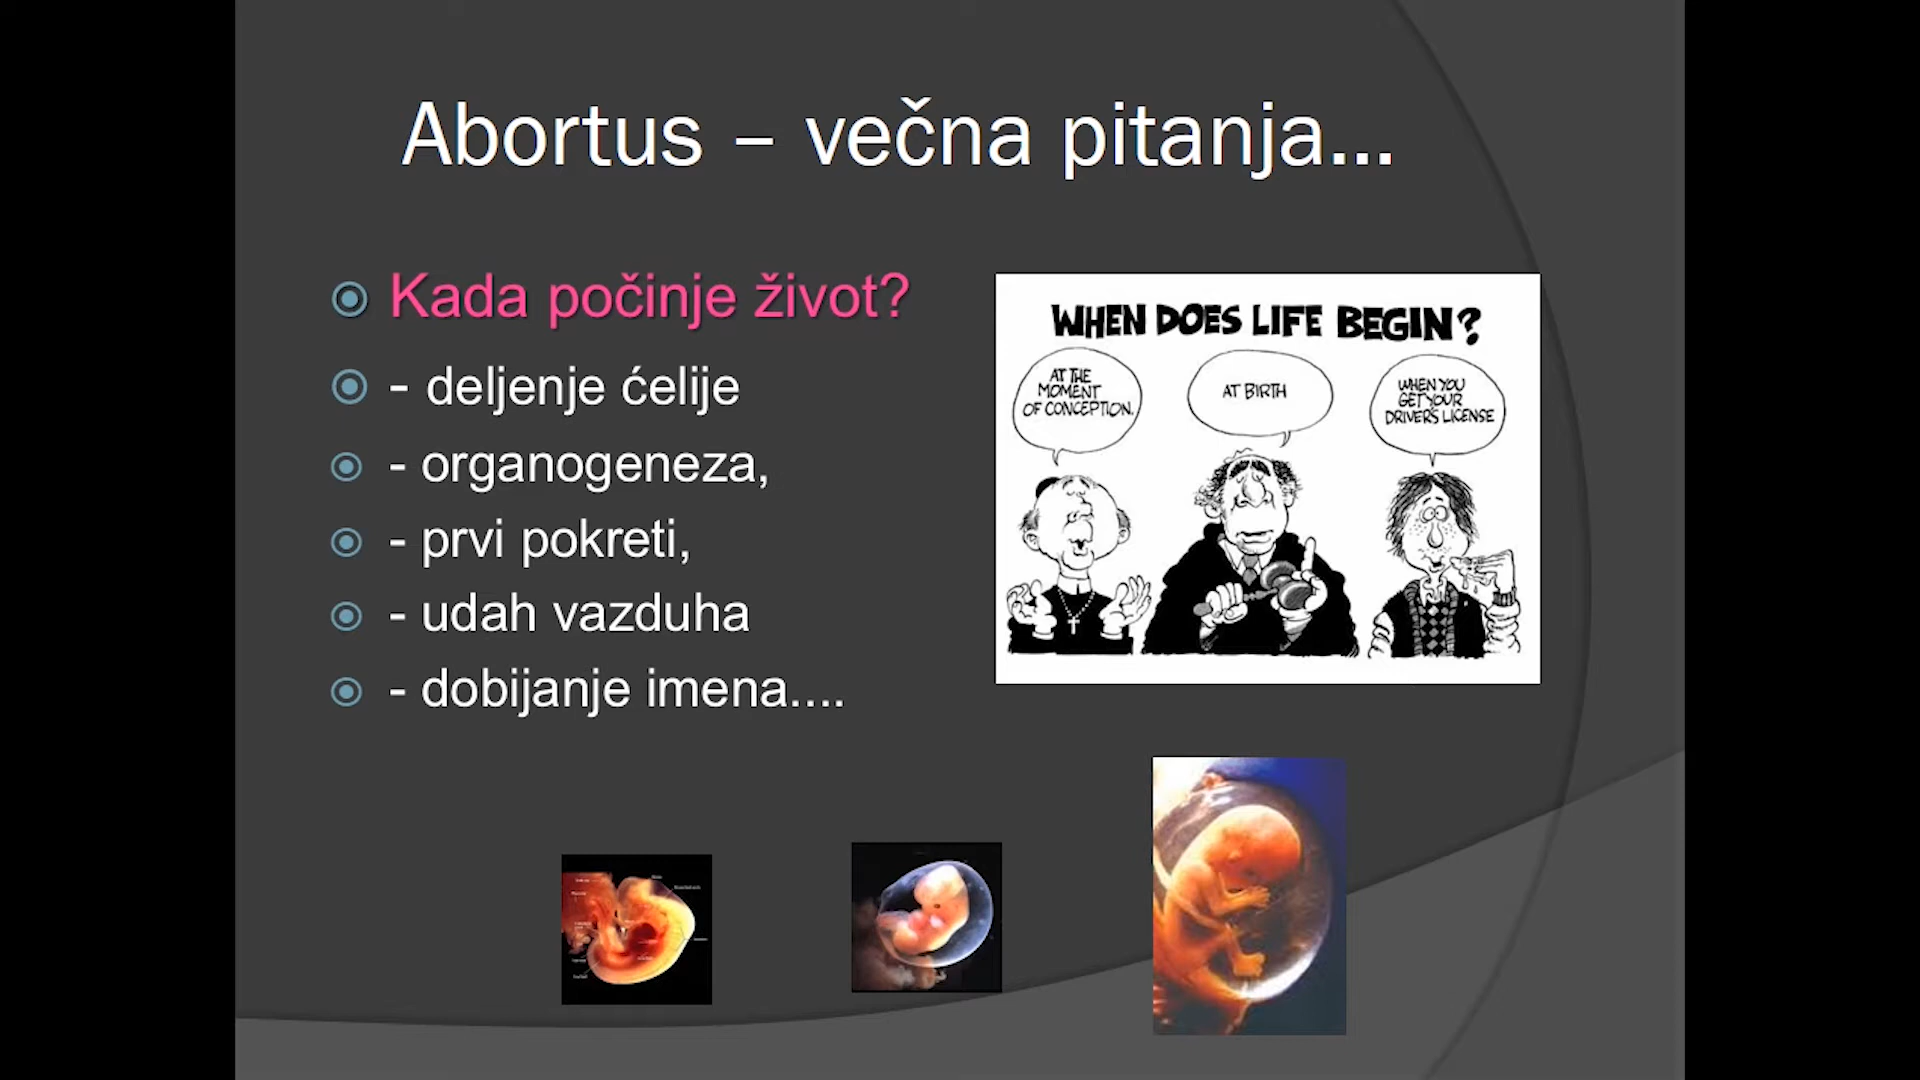 Abortus – večna pitanja...
Kada počinje život?
- deljenje ćelije
- organogeneza,
- prvi pokreti,
- udah vazduha
- dobijanje imena....
WHEN DOES LIFE BEGIN?
AT THE
MOMENT
OF CONCEPTION.
AT BIRTH
WHEN YOU
GET YOUR
DRIVER'S LICENSE